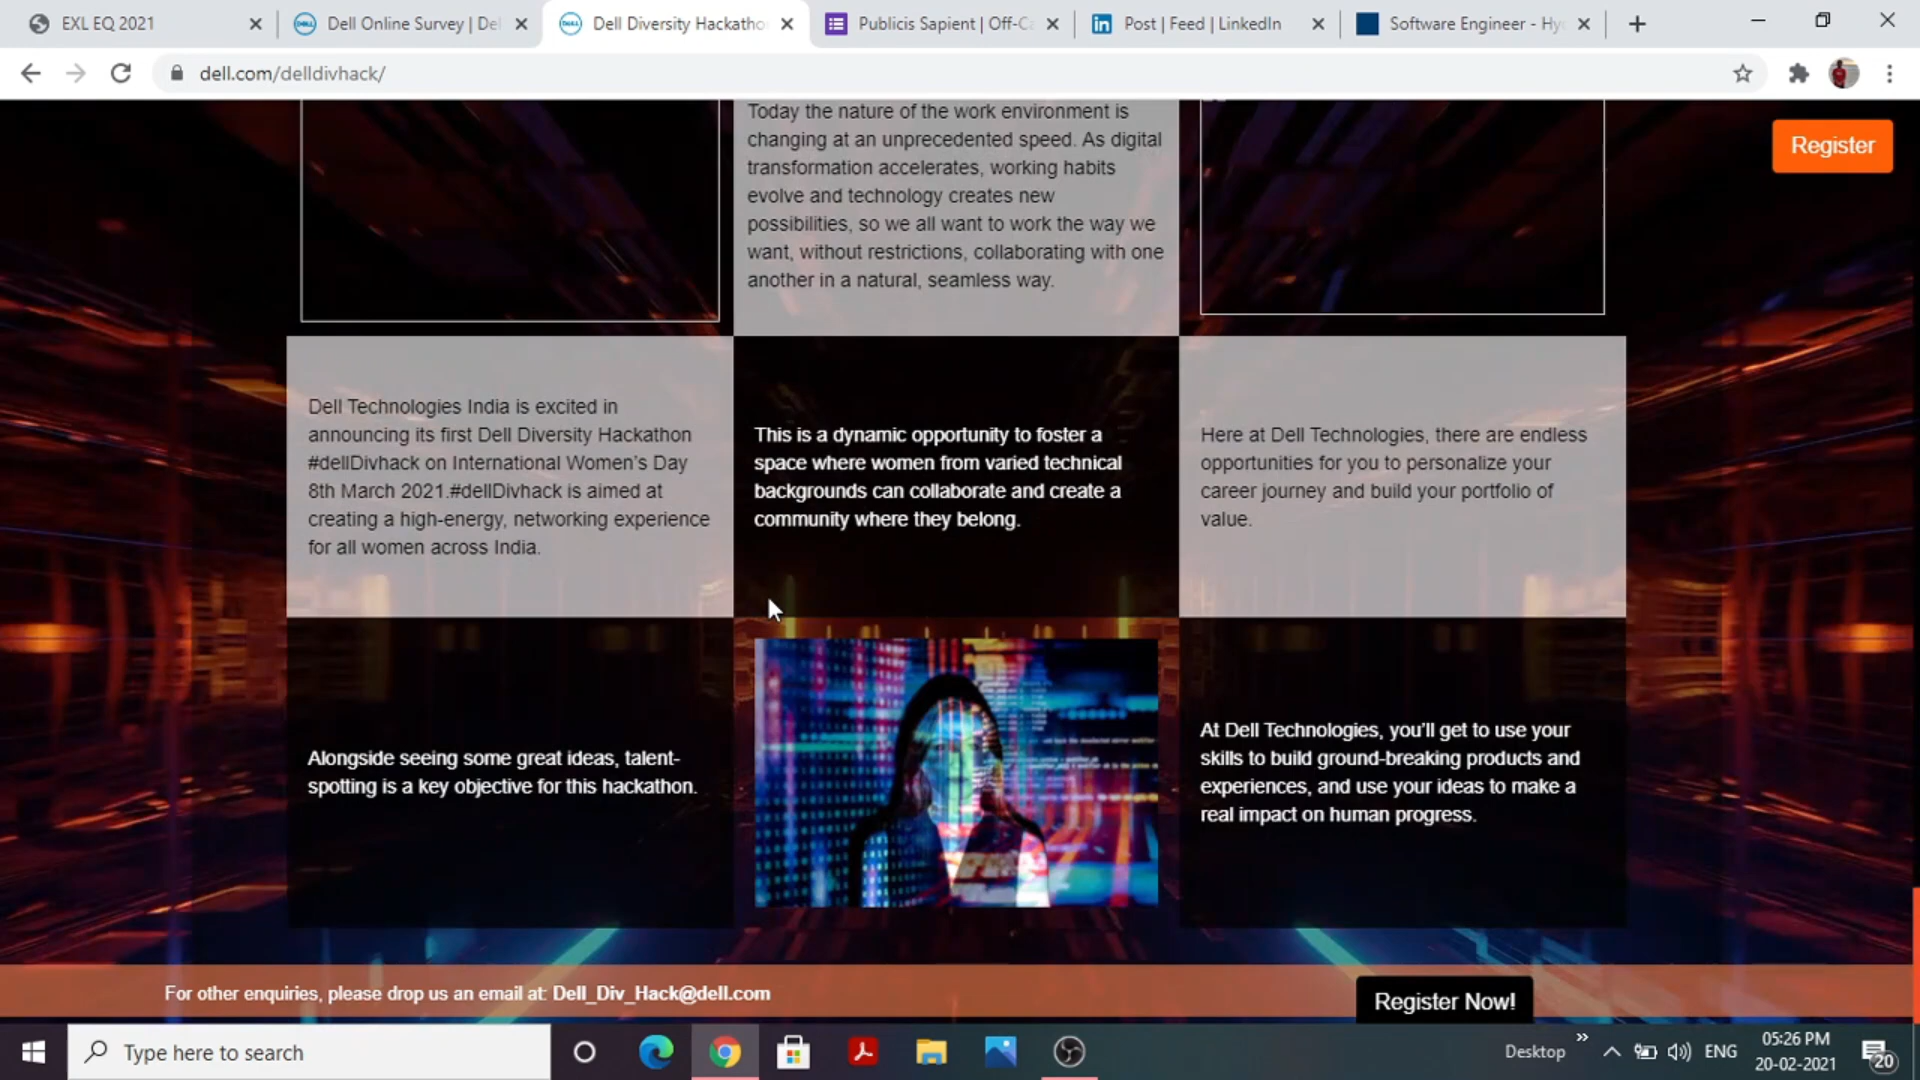 EXL EQ 2021
Dell Online Survey | Del
Dell Diversity Hackatho
Publicis Sapient | Off-Ca
Post | Feed | LinkedIn
Software Engineer - Hy
dell.com/delldivhack/
Register
Today the nature of the work environment is
changing at an unprecedented speed. As digital
transformation accelerates, working habits
evolve and technology creates new
possibilities, so we all want to work the way we
want, without restrictions, collaborating with one
another in a natural, seamless way.
Dell Technologies India is excited in
announcing its first Dell Diversity Hackathon
#dellDivhack on International Women's Day
8th March 2021.#dellDivhack is aimed at
creating a high-energy, networking experience
for all women across India.
This is a dynamic opportunity to foster a
space where women from varied technical
backgrounds can collaborate and create a
community where they belong.
Here at Dell Technologies, there are endless
opportunities for you to personalize your
career journey and build your portfolio of
value.
Alongside seeing some great ideas, talent-
spotting is a key objective for this hackathon.
At Dell Technologies, you'll get to use your
skills to build ground-breaking products and
experiences, and use your ideas to make a
real impact on human progress.
For other enquiries, please drop us an email at: Dell_Div_Hack@dell.com
Register Now!
Type here to search
Desktop
ENG
05:26 PM
20-02-2021
20